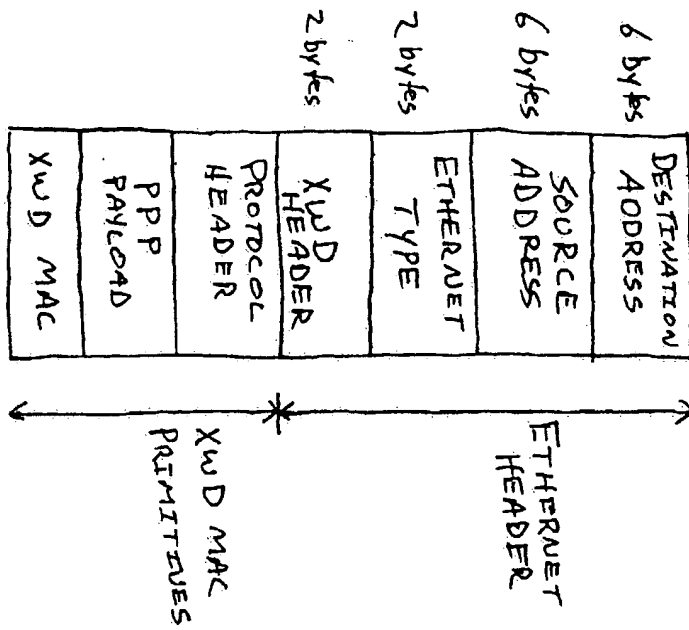 6 bytes
DESTINATION
ADDRESS
6 bytes
SOURCE
ADDRESS
2 bytes
ETHERNET
TYPE
2 bytes
XWD
HEADER
PROTOCOL
HEADER
PPP
PAYLOAD
XWD MAC
ETHERNET
HEADER
XWD MAC
PRIMITIVES